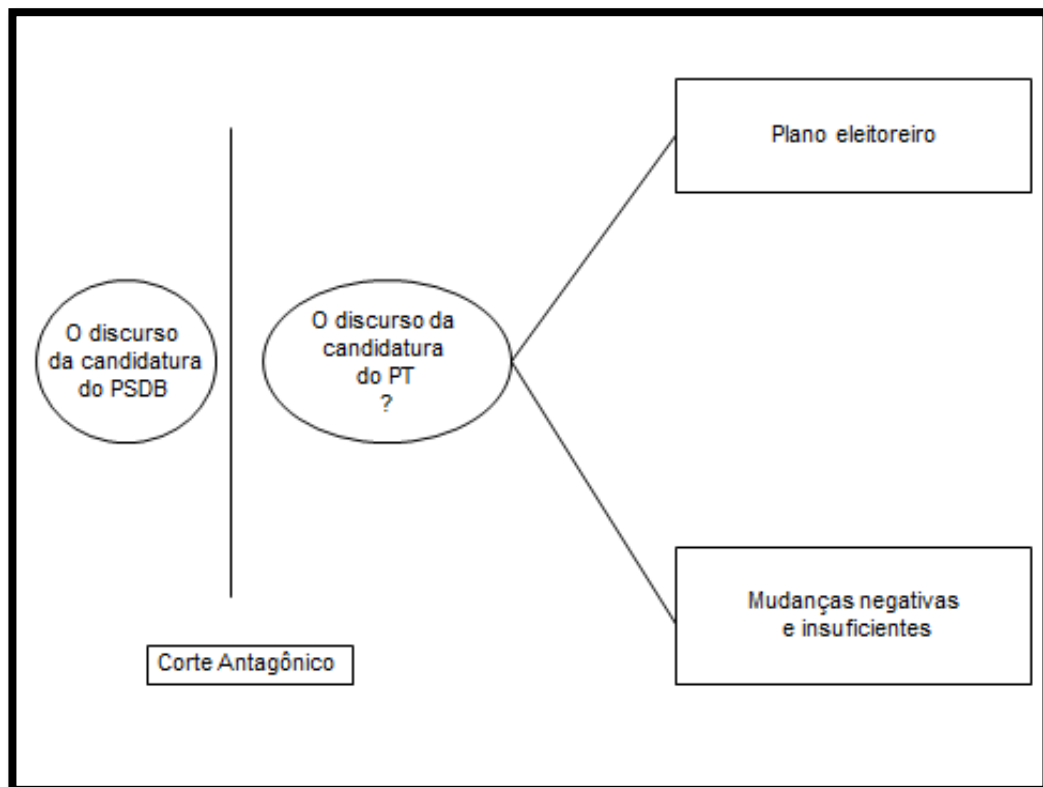 Plano eleitoreiro
O discurso
da candidatura
do PSDB
O discurso da
candidatura
do PT
?
Mudanças negativas
e insuficientes
Corte Antagônico